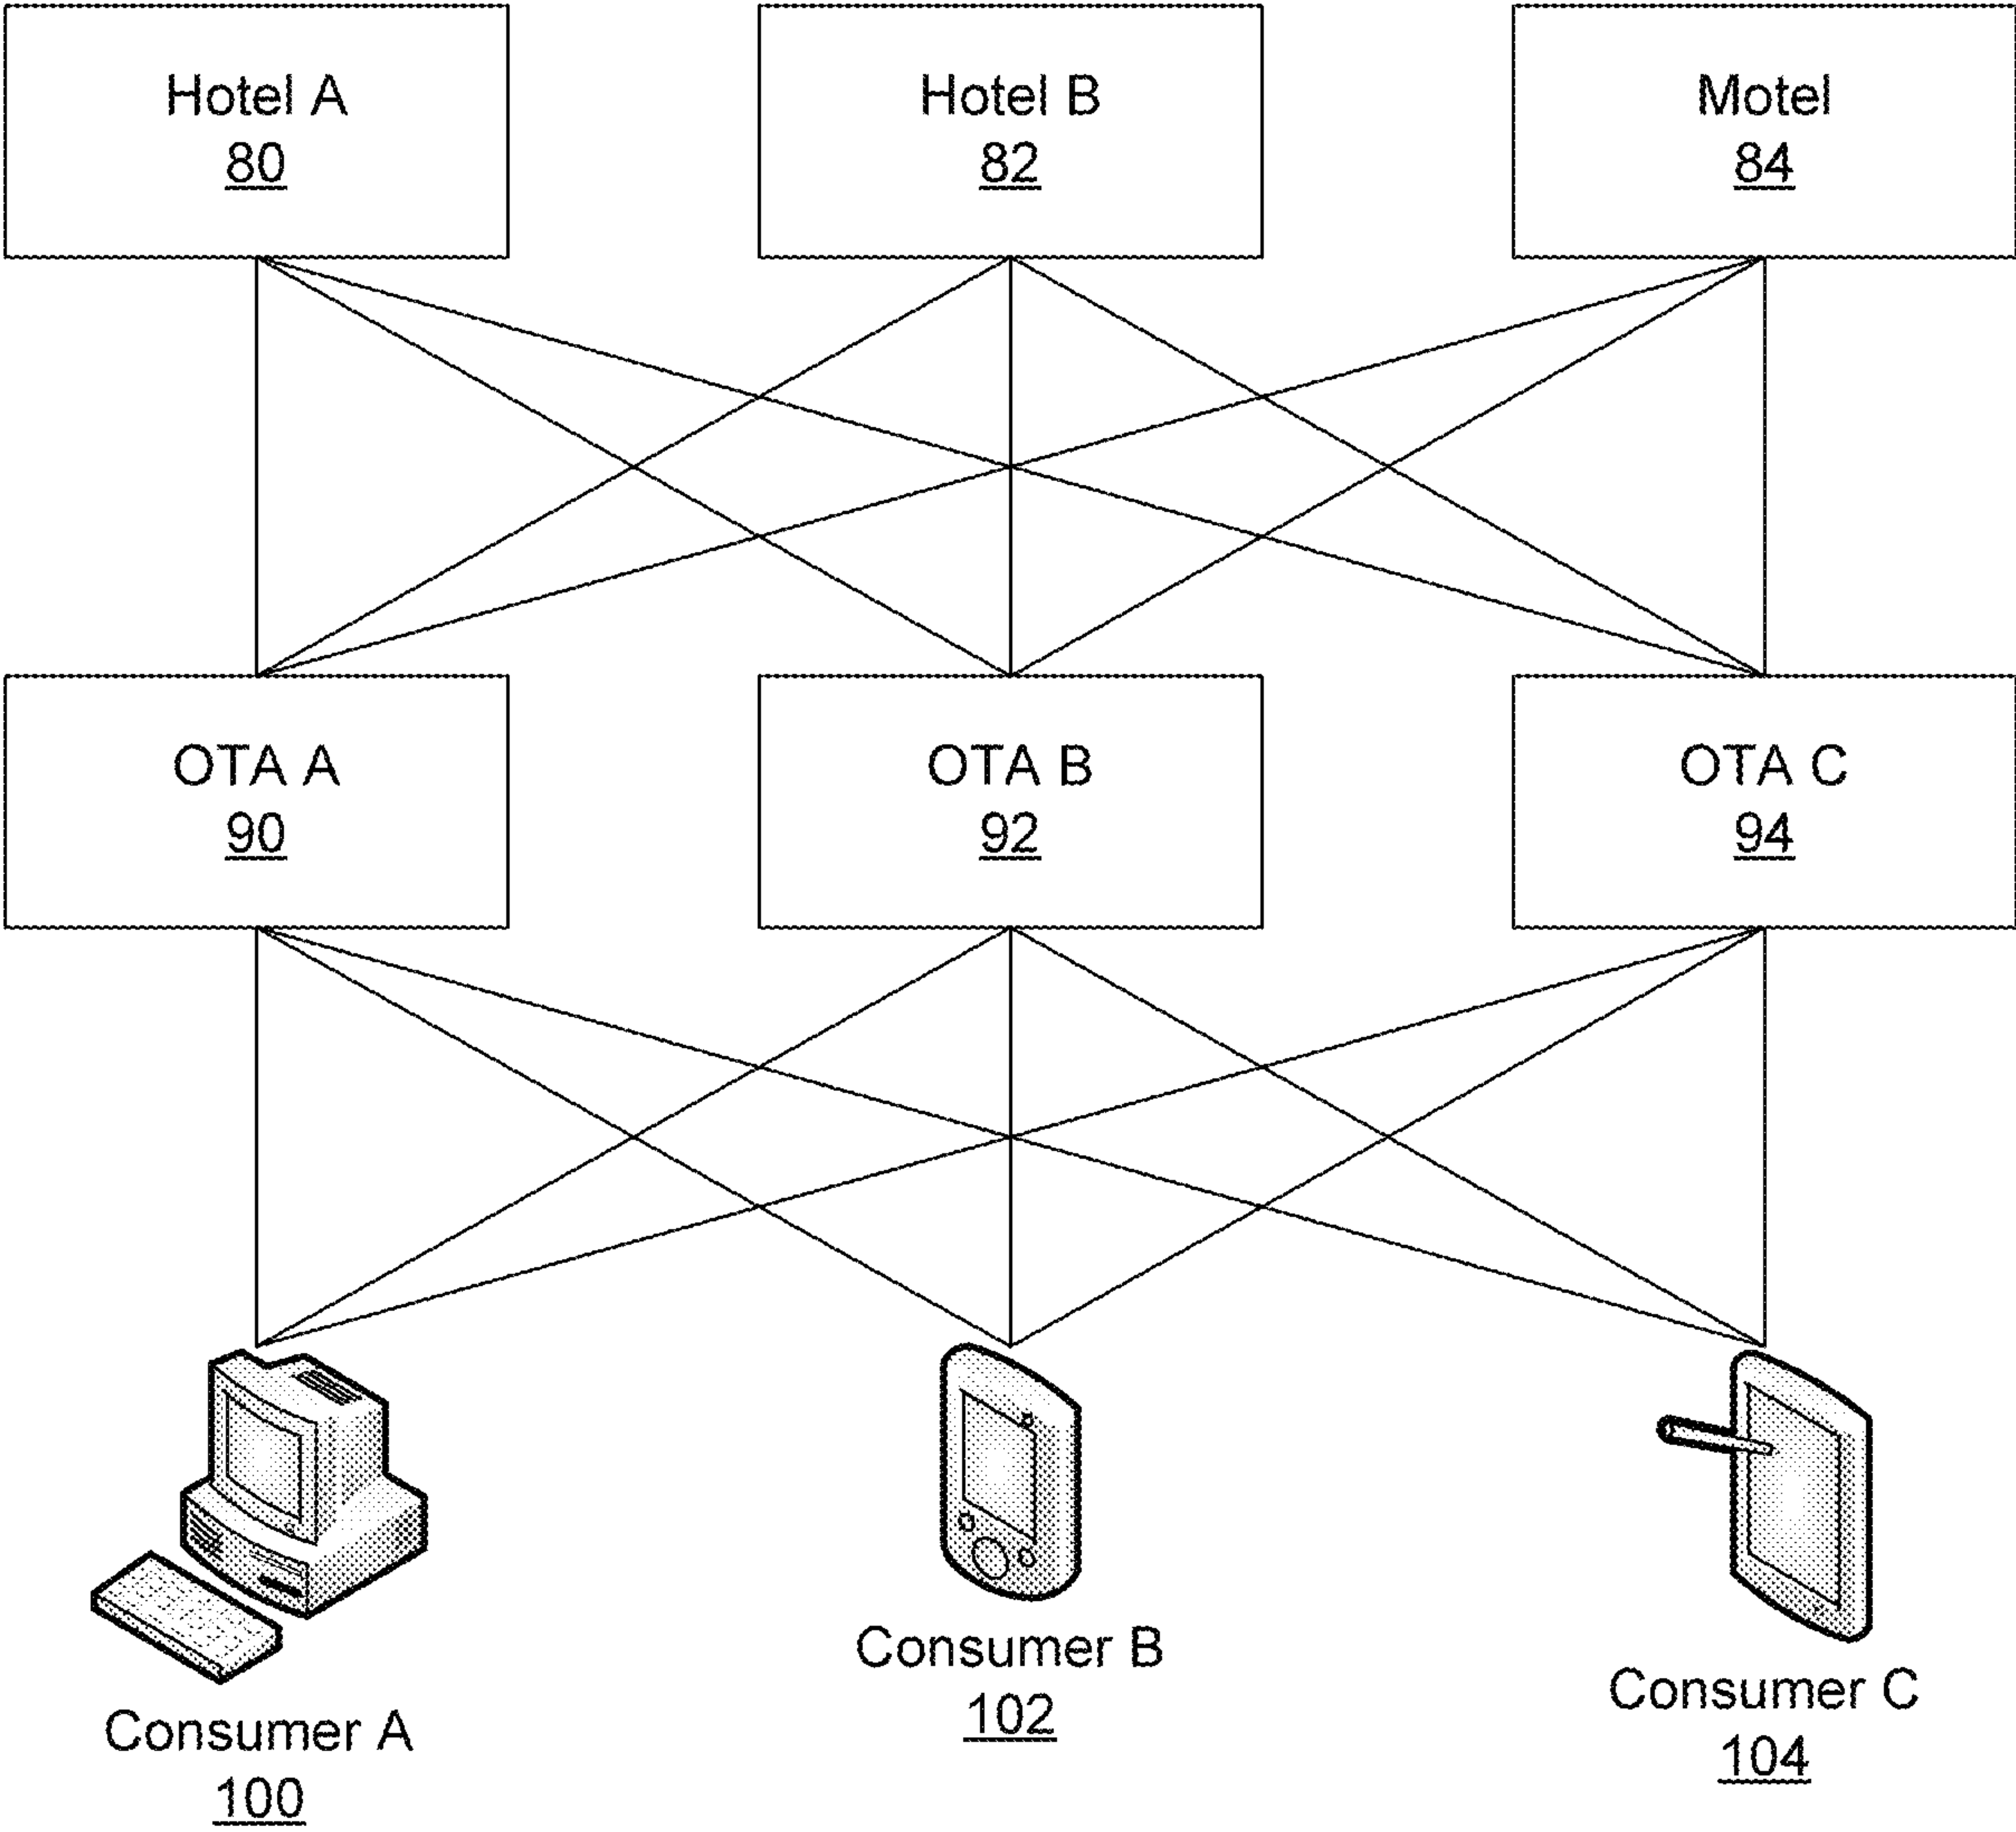 Hotel A
80
Hotel B
82
Motel
84
OTA A
90
OTA B
92
OTA C
94
Consumer A
100
Consumer B
102
Consumer C
104